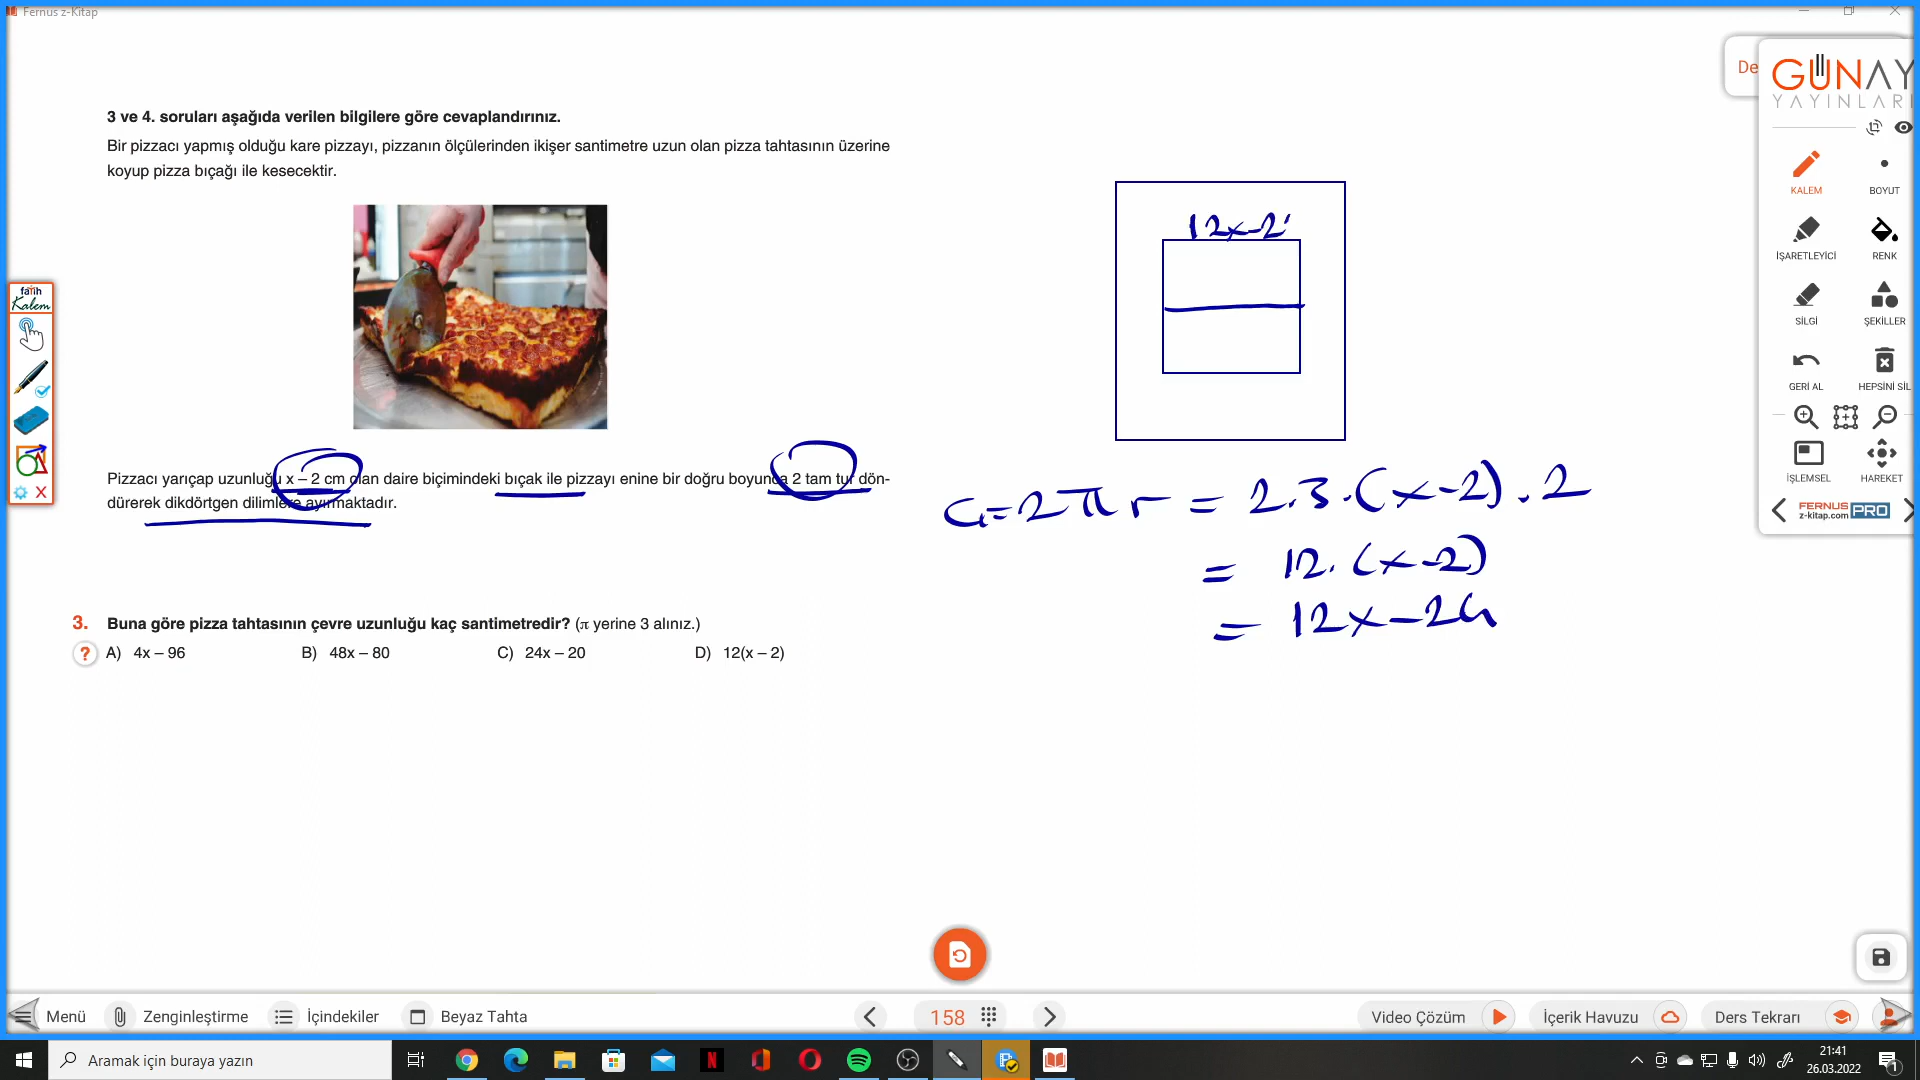 Fernus z-Kitap
De
GÜNAY
YAYINLARI
3 ve 4. soruları aşağıda verilen bilgilere göre cevaplandırınız.
Bir pizzacı yapmış olduğu kare pizzayı, pizzanın ölçülerinden ikişer santimetre uzun olan pizza tahtasının üzerine
koyup pizza bıçağı ile kesecektir.
12x-2
KALEM
BOYUT
İŞARETLEYİCİ
RENK
SİLGİ
ŞEKİLLER
GERİ AL
HEPSİNİ SİL
İŞLEMSEL
HAREKET
FERNUS
z-kitap.com PRO
fatih
Kalem
Pizzacı yarıçap uzunluğu x – 2 cm olan daire biçimindeki bıçak ile pizzayı enine bir doğru boyunca 2 tam tur dön-
dürerek dikdörtgen dilimlere ayırmaktadır.
Ç=2πr = 2.3.(x-2).2
= 12.(x-2)
= 12x-24
3. Buna göre pizza tahtasının çevre uzunluğu kaç santimetredir? (π yerine 3 alınız.)
? A) 4x – 96 B) 48x – 80 C) 24x – 20 D) 12(x – 2)
Menü Zenginleştirme İçindekiler Beyaz Tahta 158 Video Çözüm İçerik Havuzu Ders Tekrarı
Aramak için buraya yazın
21:41
26.03.2022
1